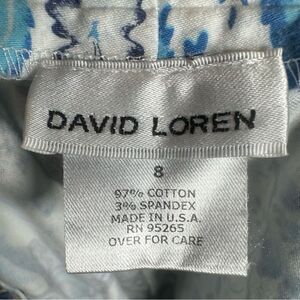 DAVID LOREN
8
97% COTTON
3% SPANDEX
MADE IN U.S.A.
RN 95265
OVER FOR CARE